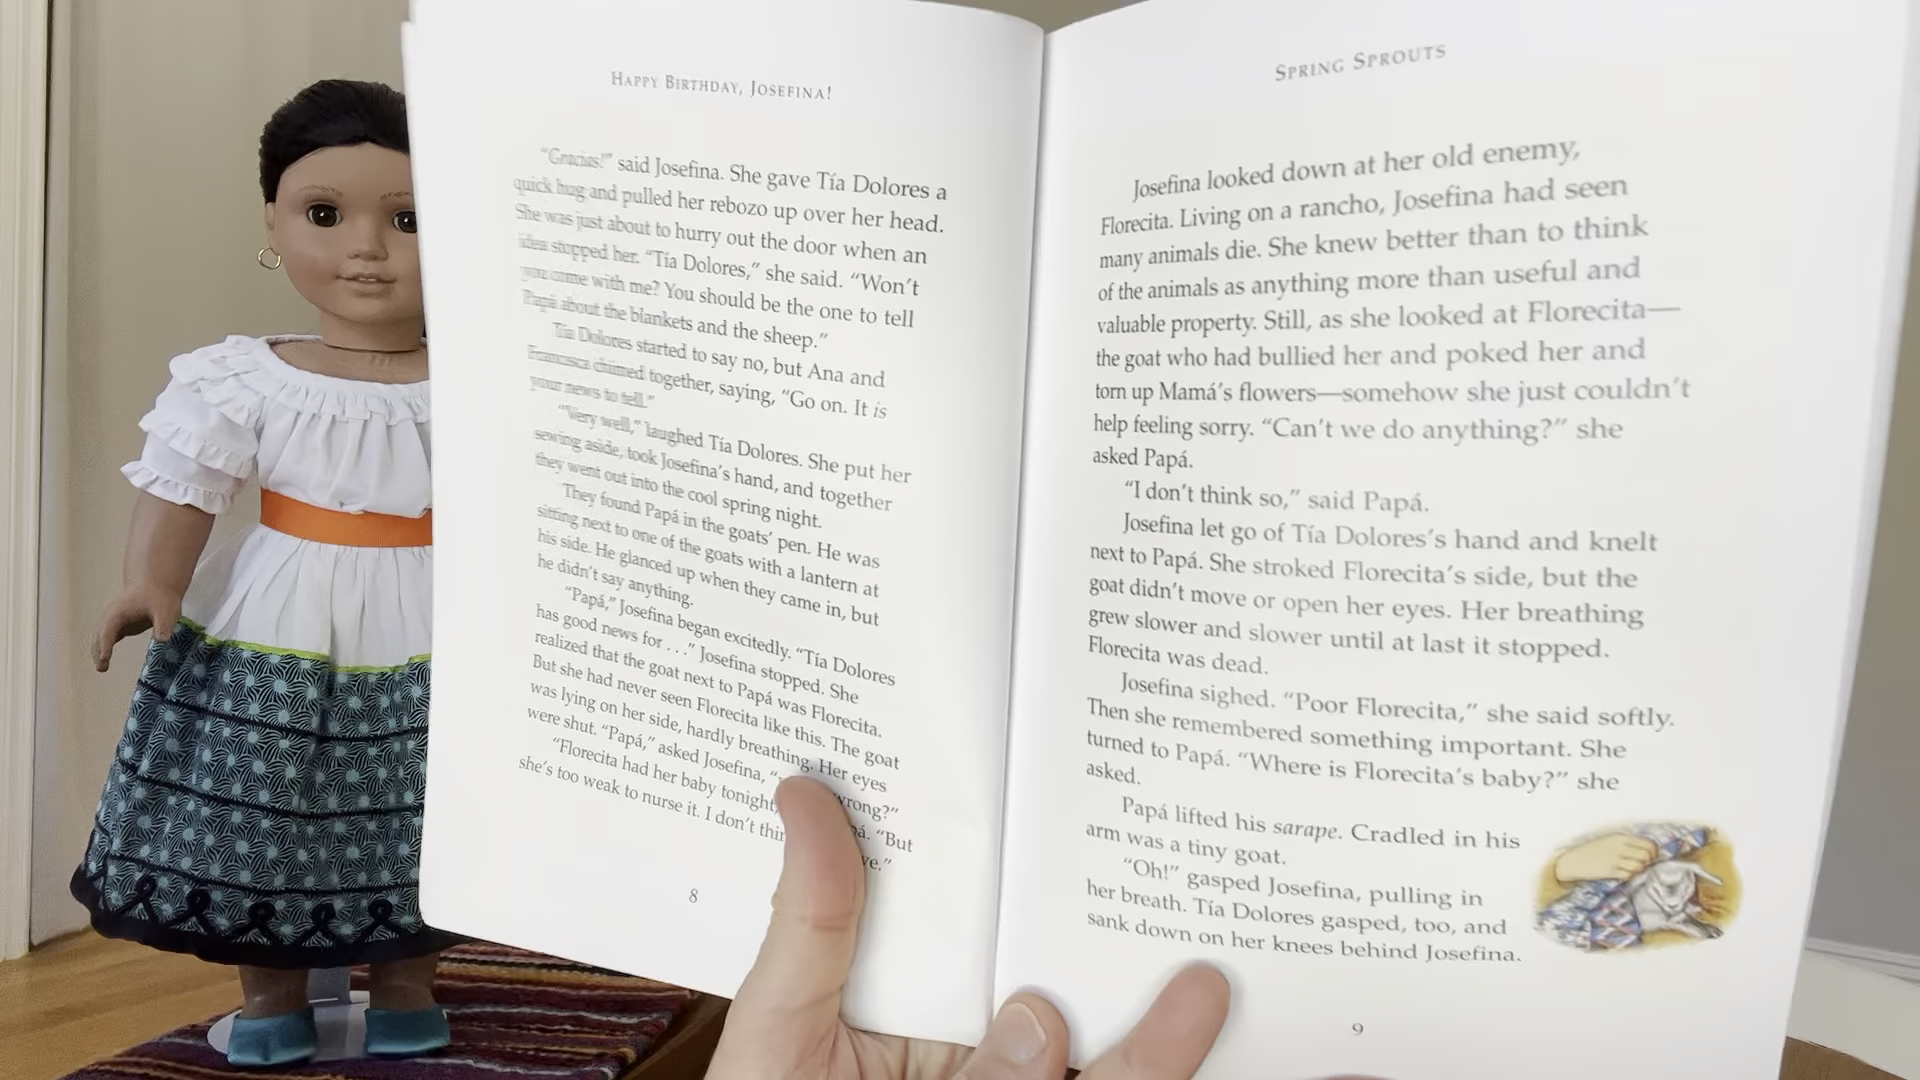 HAPPY BIRTHDAY, JOSEFINA!
“Gracias!” said Josefina. She gave Tía Dolores a
quick hug and pulled her rebozo up over her head.
She was just about to hurry out the door when an
idea stopped her. “Tía Dolores,” she said. “Won’t
you come with me? You should be the one to tell
Papá about the blankets and the sheep.”
Tía Dolores started to say no, but Ana and
Francisca chimed together, saying, “Go on. It is
your news to tell.”
“Very well,” laughed Tía Dolores. She put her
sewing aside, took Josefina’s hand, and together
they went out into the cool spring night.
They found Papá in the goats’ pen. He was
sitting next to one of the goats with a lantern at
his side. He glanced up when they came in, but
he didn’t say anything.
“Papá,” Josefina began excitedly. “Tía Dolores
has good news for . . .” Josefina stopped. She
realized that the goat next to Papá was Florecita.
But she had never seen Florecita like this. The goat
was lying on her side, hardly breathing. Her eyes
were shut. “Papá,” asked Josefina, “ wrong?”
“Florecita had her baby tonight, “But
she’s too weak to nurse it. I don’t
8
SPRING SPROUTS
Josefina looked down at her old enemy,
Florecita. Living on a rancho, Josefina had seen
many animals die. She knew better than to think
of the animals as anything more than useful and
valuable property. Still, as she looked at Florecita—
the goat who had bullied her and poked her and
torn up Mamá’s flowers—somehow she just couldn’t
help feeling sorry. “Can’t we do anything?” she
asked Papá.
“I don’t think so,” said Papá.
Josefina let go of Tía Dolores’s hand and knelt
next to Papá. She stroked Florecita’s side, but the
goat didn’t move or open her eyes. Her breathing
grew slower and slower until at last it stopped.
Florecita was dead.
Josefina sighed. “Poor Florecita,” she said softly.
Then she remembered something important. She
turned to Papá. “Where is Florecita’s baby?” she
asked.
Papá lifted his sarape. Cradled in his
arm was a tiny goat.
“Oh!” gasped Josefina, pulling in
her breath. Tía Dolores gasped, too, and
sank down on her knees behind Josefina.
9